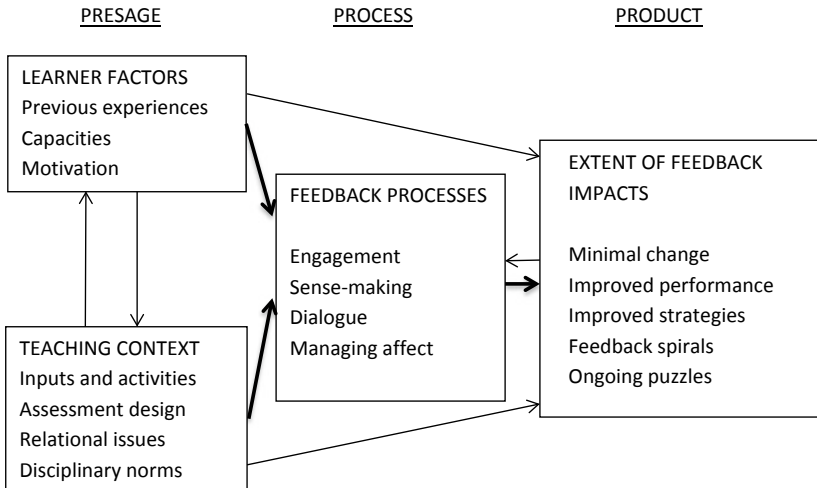 PRESAGE
PROCESS
PRODUCT
LEARNER FACTORS
Previous experiences
Capacities
Motivation
TEACHING CONTEXT
Inputs and activities
Assessment design
Relational issues
Disciplinary norms
FEEDBACK PROCESSES
Engagement
Sense-making
Dialogue
Managing affect
EXTENT OF FEEDBACK
IMPACTS
Minimal change
Improved performance
Improved strategies
Feedback spirals
Ongoing puzzles